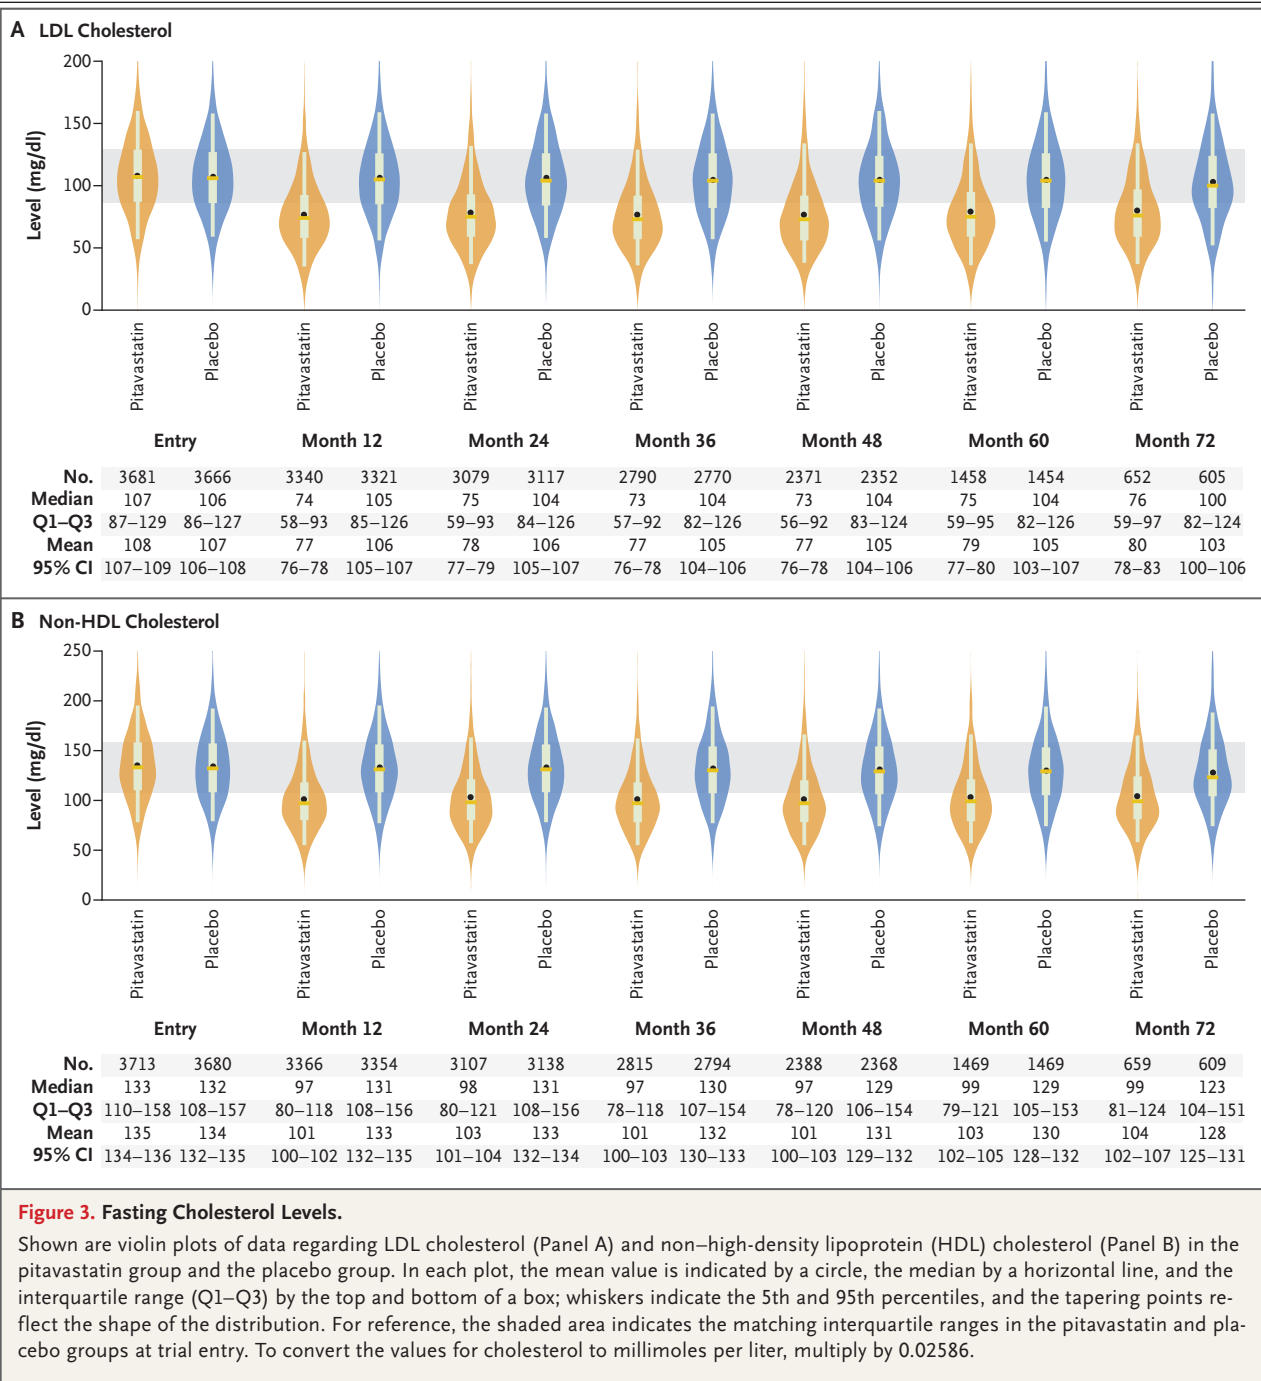 A LDL Cholesterol
200
150
100
50
0
Level (mg/dl)
Pitavastatin Placebo Pitavastatin Placebo Pitavastatin Placebo Pitavastatin Placebo Pitavastatin Placebo Pitavastatin Placebo Pitavastatin Placebo
Entry Month 12 Month 24 Month 36 Month 48 Month 60 Month 72
No. 3681 3666 3340 3321 3079 3117 2790 2770 2371 2352 1458 1454 652 605
Median 107 106 74 105 75 104 73 104 73 104 75 104 76 100
Q1–Q3 87–129 86–127 58–93 85–126 59–93 84–126 57–92 82–126 56–92 83–124 59–95 82–126 59–97 82–124
Mean 108 107 77 106 78 106 77 105 77 105 79 105 80 103
95% CI 107–109 106–108 76–78 105–107 77–79 105–107 76–78 104–106 76–78 104–106 77–80 103–107 78–83 100–106
B Non-HDL Cholesterol
250
200
150
100
50
0
Level (mg/dl)
Pitavastatin Placebo Pitavastatin Placebo Pitavastatin Placebo Pitavastatin Placebo Pitavastatin Placebo Pitavastatin Placebo Pitavastatin Placebo
Entry Month 12 Month 24 Month 36 Month 48 Month 60 Month 72
No. 3713 3680 3366 3354 3107 3138 2815 2794 2388 2368 1469 1469 659 609
Median 133 132 97 131 98 131 97 130 97 129 99 129 99 123
Q1–Q3 110–158 108–157 80–118 108–156 80–121 108–156 78–118 107–154 78–120 106–154 79–121 105–153 81–124 104–151
Mean 135 134 101 133 103 133 101 132 101 131 103 130 104 128
95% CI 134–136 132–135 100–102 132–135 101–104 132–134 100–103 130–133 100–103 129–132 102–105 128–132 102–107 125–131
Figure 3. Fasting Cholesterol Levels.
Shown are violin plots of data regarding LDL cholesterol (Panel A) and non–high-density lipoprotein (HDL) cholesterol (Panel B) in the
pitavastatin group and the placebo group. In each plot, the mean value is indicated by a circle, the median by a horizontal line, and the
interquartile range (Q1–Q3) by the top and bottom of a box; whiskers indicate the 5th and 95th percentiles, and the tapering points re-
flect the shape of the distribution. For reference, the shaded area indicates the matching interquartile ranges in the pitavastatin and pla-
cebo groups at trial entry. To convert the values for cholesterol to millimoles per liter, multiply by 0.02586.